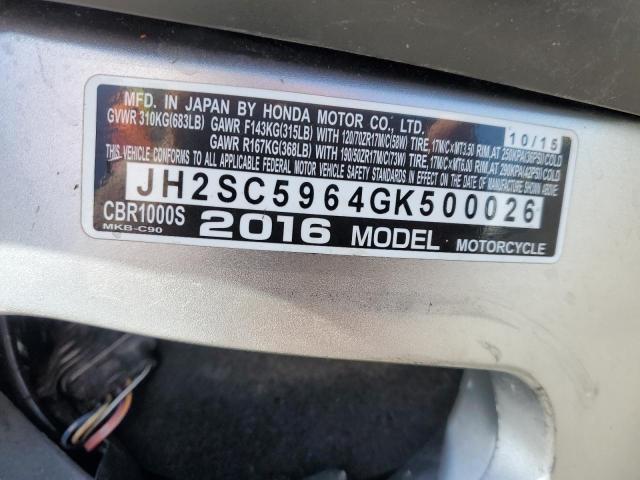 MFD. IN JAPAN BY HONDA MOTOR CO., LTD. 10/15
GVWR 310KG(683LB) GAWR F143KG(315LB) WITH 120/70ZR17M/C(58W) TIRE, 17M/C×MT3.50 RIM, AT 250KPA(36PSI)COLD
GAWR R167KG(368LB) WITH 190/50ZR17M/C(73W) TIRE, 17M/C×MT6.00 RIM, AT 290KPA(42PSI)COLD
THIS VEHICLE CONFORMS TO ALL APPLICABLE FEDERAL MOTOR VEHICLE SAFETY STANDARDS IN EFFECT ON THE DATE OF MANUFACTURE SHOWN ABOVE.
JH2SC5964GK500026
CBR1000S 2016 MODEL MOTORCYCLE
MKB-C90